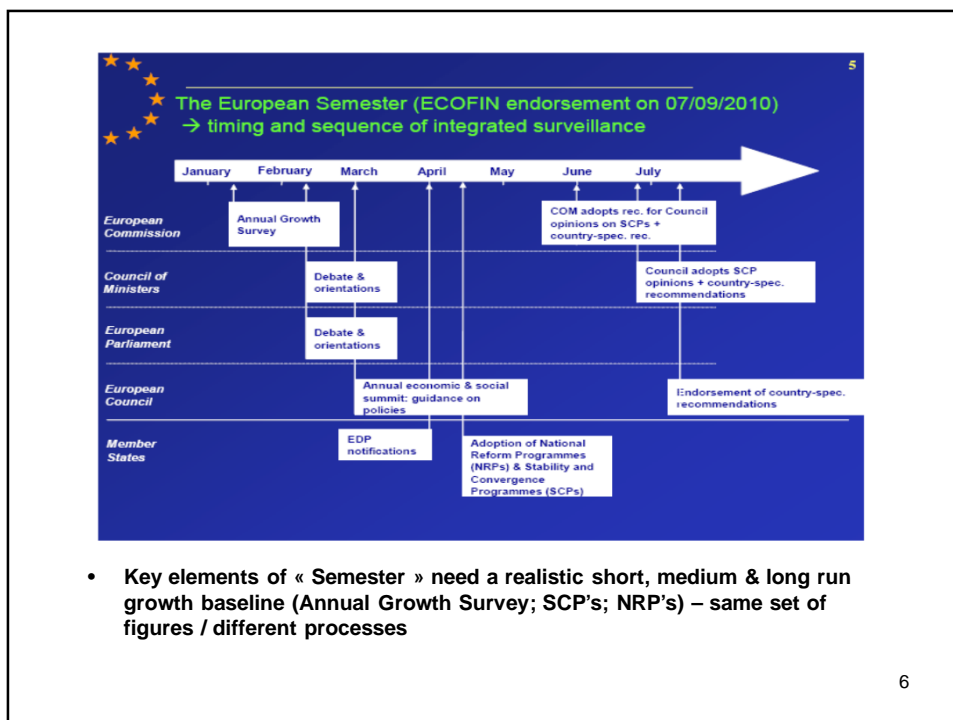 5
The European Semester (ECOFIN endorsement on 07/09/2010)
→ timing and sequence of integrated surveillance
January February March April May June July
European
Commission
Annual Growth
Survey
COM adopts rec. for Council
opinions on SCPs +
country-spec. rec.
Council of
Ministers
Debate &
orientations
Council adopts SCP
opinions + country-spec.
recommendations
European
Parliament
Debate &
orientations
European
Council
Annual economic & social
summit: guidance on
policies
Endorsement of country-spec.
recommendations
Member
States
EDP
notifications
Adoption of National
Reform Programmes
(NRPs) & Stability and
Convergence
Programmes (SCPs)
• Key elements of « Semester » need a realistic short, medium & long run
growth baseline (Annual Growth Survey; SCP's; NRP's) – same set of
figures / different processes
6